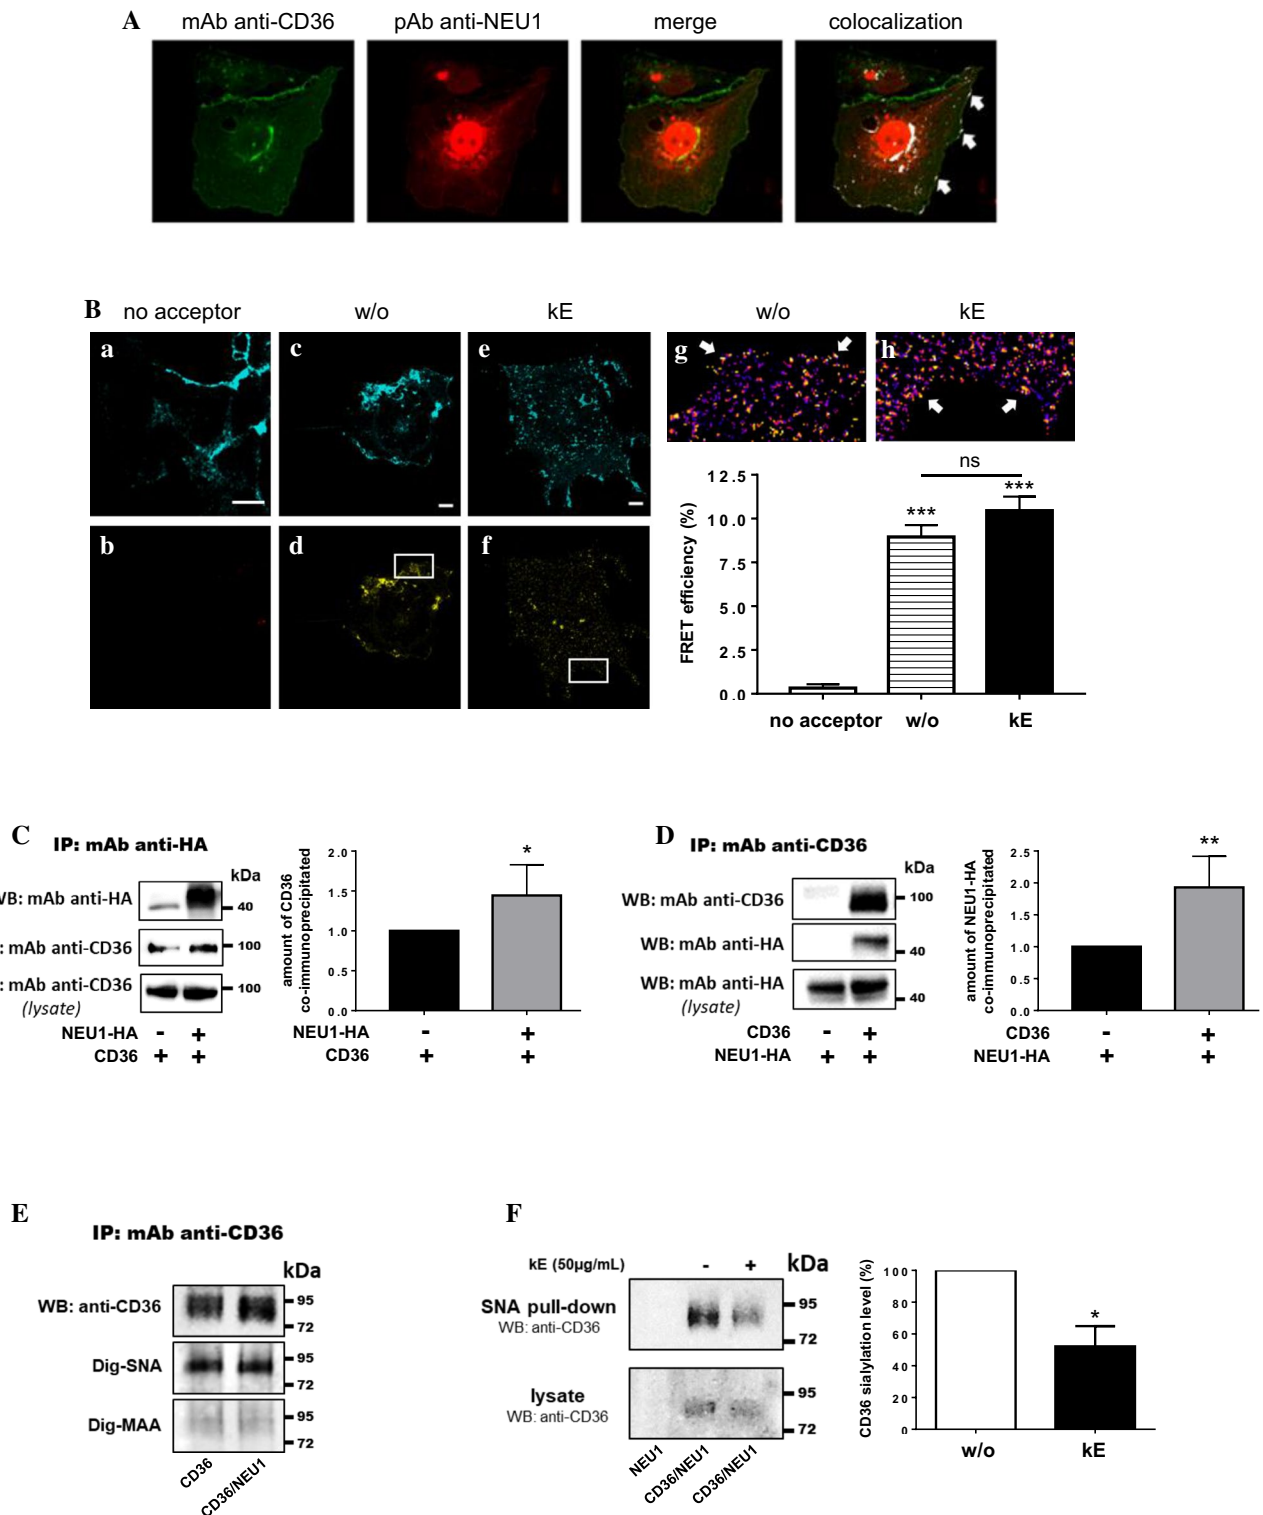 A
mAb anti-CD36 pAb anti-NEU1 merge colocalization
B
no acceptor w/o kE w/o kE
a c e g h
b d f
ns
*** ***
FRET efficiency (%)
12.5
10.0
7.5
5.0
2.5
0.0
no acceptor w/o kE
C
IP: mAb anti-HA
kDa
WB: mAb anti-HA
40
: mAb anti-CD36
100
: mAb anti-CD36
(lysate)
100
NEU1-HA - +
CD36 + +
amount of CD36
co-immunoprecipitated
2.0
1.5
1.0
0.5
0.0
*
NEU1-HA - +
CD36 + +
D
IP: mAb anti-CD36
kDa
WB: mAb anti-CD36
100
WB: mAb anti-HA
40
WB: mAb anti-HA
(lysate)
40
CD36 - +
NEU1-HA + +
amount of NEU1-HA
co-immunoprecipitated
2.5
2.0
1.5
1.0
0.5
0.0
**
CD36 - +
NEU1-HA + +
E
IP: mAb anti-CD36
kDa
WB: anti-CD36
95
72
Dig-SNA
95
72
Dig-MAA
95
72
CD36 CD36/NEU1
F
kE (50µg/mL) - + kDa
SNA pull-down
WB: anti-CD36
95
72
lysate
WB: anti-CD36
95
72
NEU1 CD36/NEU1 CD36/NEU1
CD36 sialylation level (%)
100
80
60
40
20
0
*
w/o kE